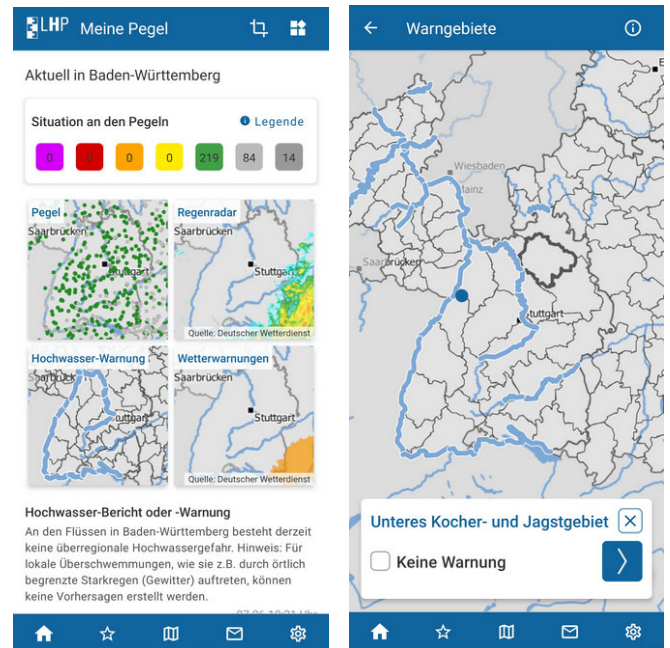 LHP Meine Pegel
Aktuell in Baden-Württemberg
Situation an den Pegeln
Legende
0 0 0 0 219 84 14
Pegel
Saarbrücken
Stuttgart
Regenradar
Saarbrücken
Stuttgart
Quelle: Deutscher Wetterdienst
Hochwasser-Warnung
Wetterwarnungen
Saarbrücken
Stuttgart
Quelle: Deutscher Wetterdienst
Hochwasser-Bericht oder -Warnung
An den Flüssen in Baden-Württemberg besteht derzeit
keine überregionale Hochwassergefahr. Hinweis: Für
lokale Überschwemmungen, wie sie z.B. durch örtlich
begrenzte Starkregen (Gewitter) auftreten, können
keine Vorhersagen erstellt werden.
Warngebiete
Wiesbaden
Mainz
Saarbrücken
Stuttgart
Unteres Kocher- und Jagstgebiet
Keine Warnung